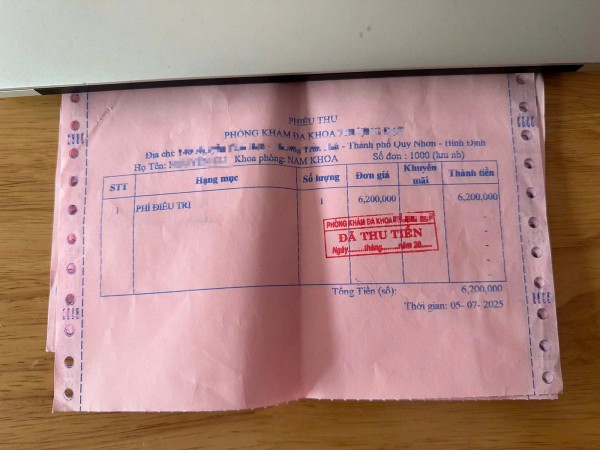 PHIẾU THU
PHÒNG KHÁM ĐA KHOA
Địa chỉ: - Thành phố Quy Nhơn - Bình Định
Họ Tên: Khoa phòng: NAM KHOA Số đơn : 1000 (lưu nb)
STT Hạng mục Số lượng Đơn giá Khuyến mãi Thành tiền
1 PHÍ ĐIỀU TRỊ 1 6,200,000 6,200,000
PHÒNG KHÁM ĐA KHOA
ĐÃ THU TIỀN
Ngày........tháng........năm 20.....
Tổng Tiền (số): 6,200,000
Thời gian: 05- 07- 2025